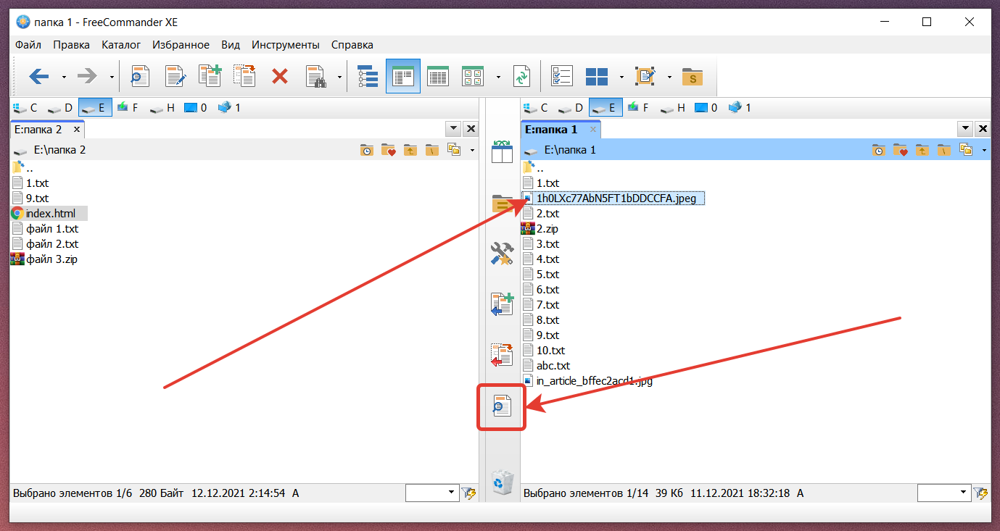 папка 1 - FreeCommander XE
Файл Правка Каталог Избранное Вид Инструменты Справка
S
C D E F H 0 1
E:папка 2
E:\папка 2
\
..
1.txt
9.txt
index.html
файл 1.txt
файл 2.txt
файл 3.zip
Выбрано элементов 1/6 280 Байт 12.12.2021 2:14:54 A
C D E F H 0 1
E:папка 1
E:\папка 1
\
..
1.txt
1h0LXc77AbN5FT1bDDCCFA.jpeg
2.txt
2.zip
3.txt
4.txt
5.txt
6.txt
7.txt
8.txt
9.txt
10.txt
abc.txt
in_article_bffec2acd1.jpg
Выбрано элементов 1/14 39 Кб 11.12.2021 18:32:18 A